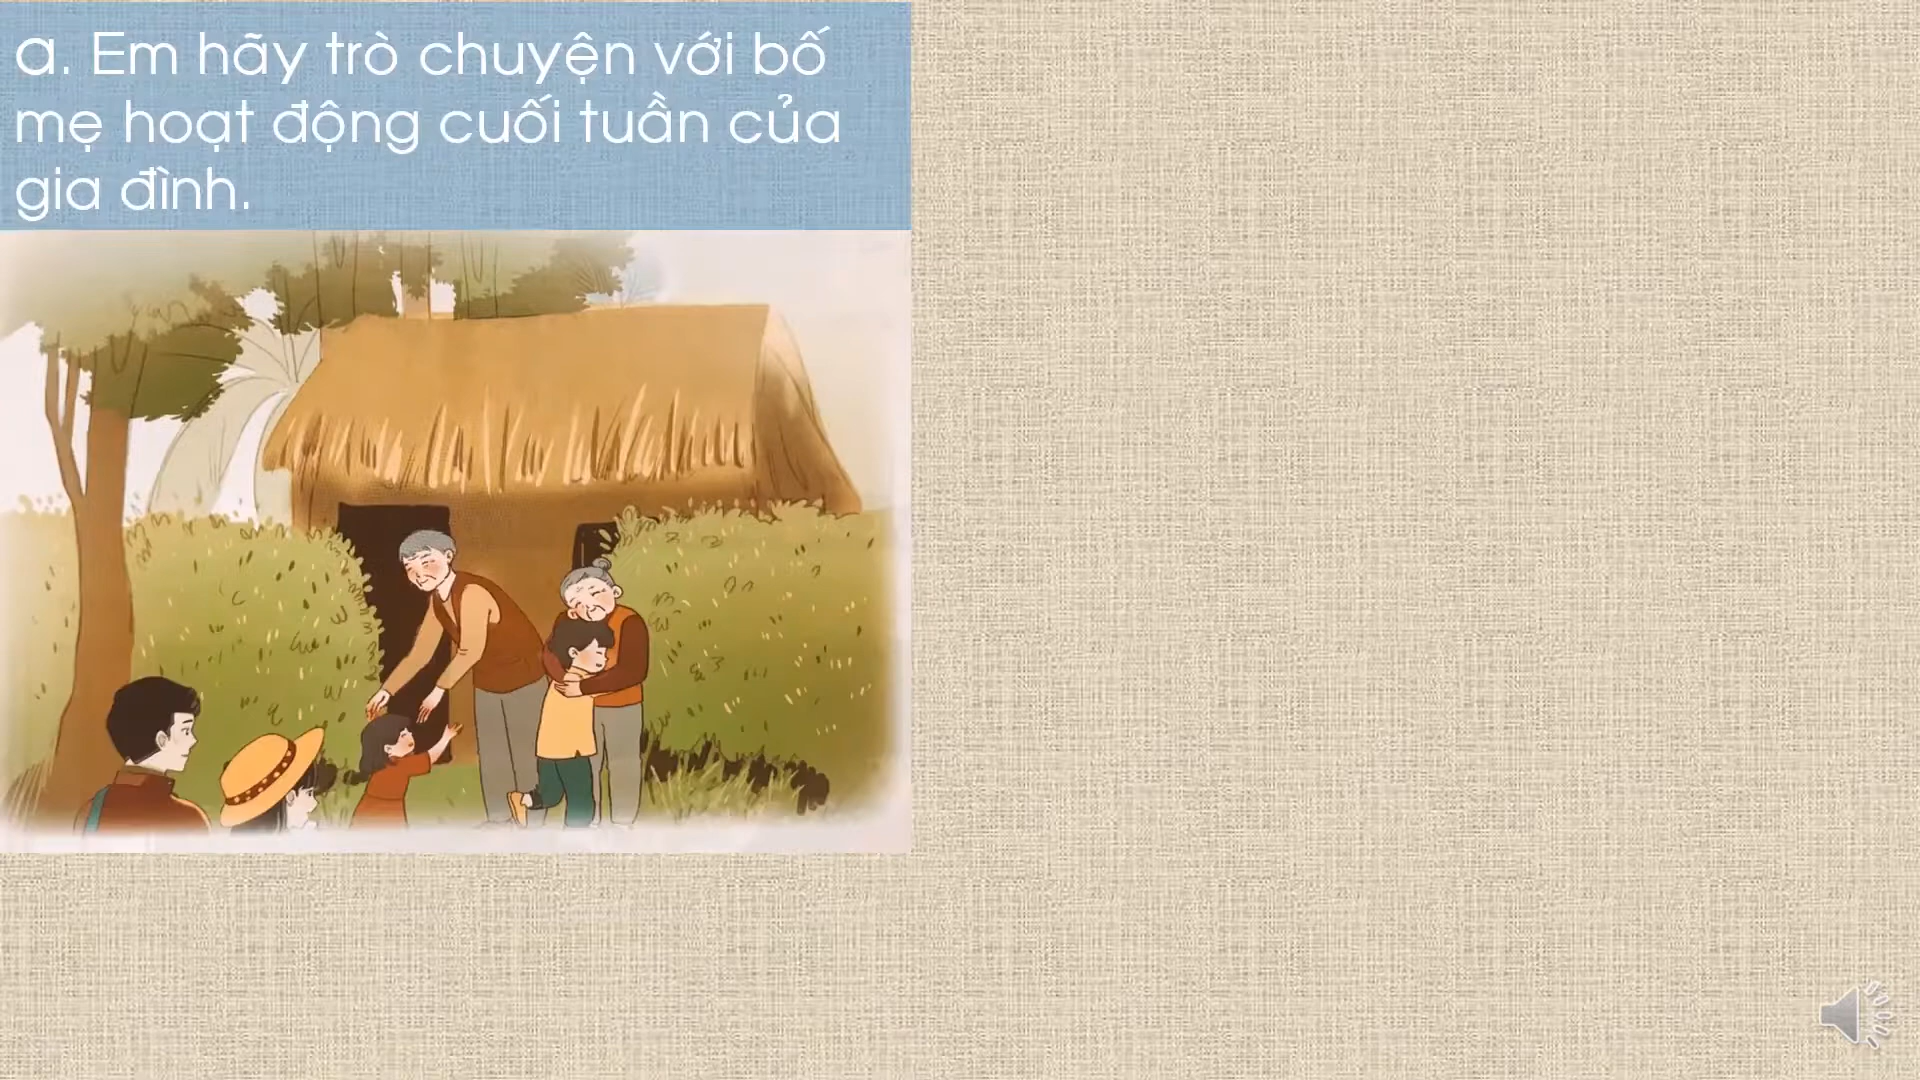 a. Em hãy trò chuyện với bố
mẹ hoạt động cuối tuần của
gia đình.